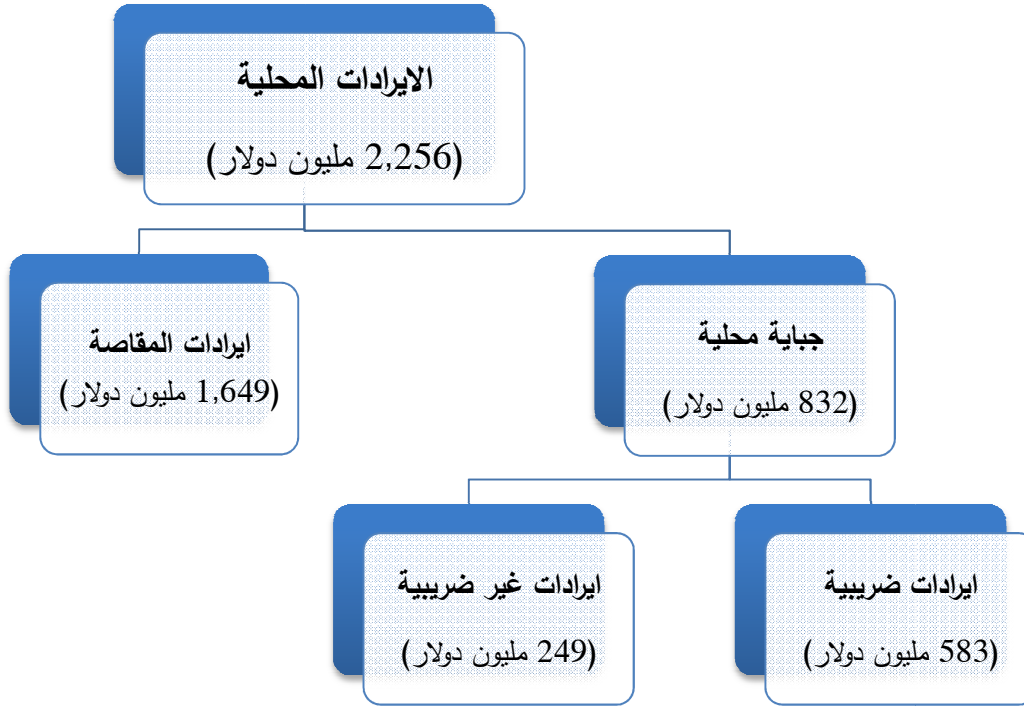 الايرادات المحلية
(2,256 مليون دولار)
جباية محلية
(832 مليون دولار)
ايرادات المقاصة
(1,649 مليون دولار)
ايرادات ضريبية
(583 مليون دولار)
ايرادات غير ضريبية
(249 مليون دولار)